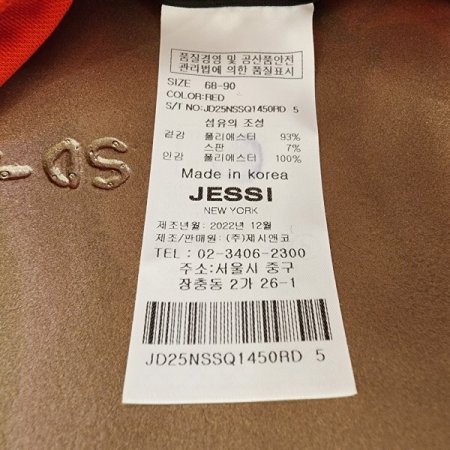 품질경영 및 공산품안전
관리법에 의한 품질표시
SIZE 68-90
COLOR:RED
S/T NO:JD25NSSQ1450RD 5
섬유의 조성
겉감 폴리에스터 93%
스판 7%
안감 폴리에스터 100%
Made in korea
JESSI
NEW YORK
제조년월: 2022년 12월
제조/판매원: (주)제시앤코
TEL : 02-3406-2300
주소:서울시 중구
장충동 2가 26-1
JD25NSSQ1450RD 5